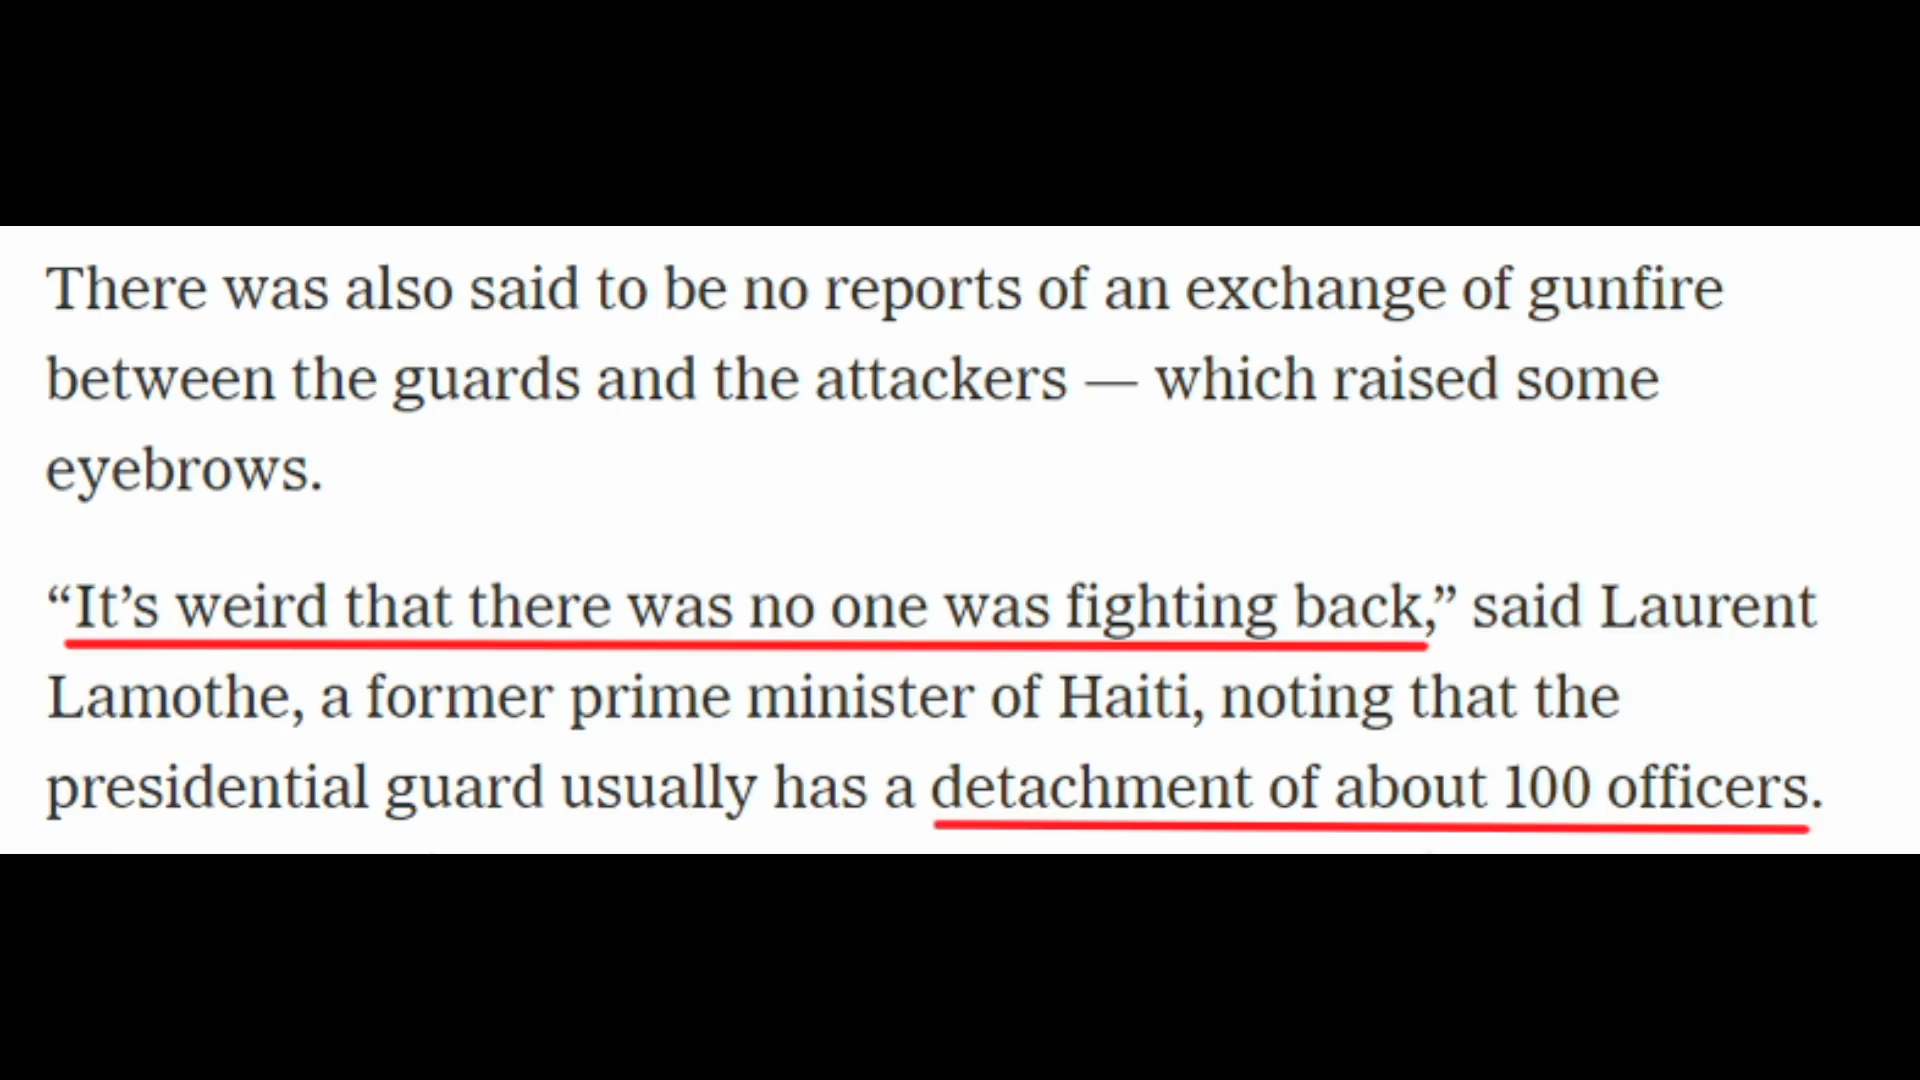 There was also said to be no reports of an exchange of gunfire
between the guards and the attackers — which raised some
eyebrows.
“It’s weird that there was no one was fighting back,” said Laurent
Lamothe, a former prime minister of Haiti, noting that the
presidential guard usually has a detachment of about 100 officers.